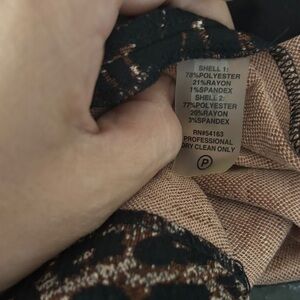 SHELL 1:
78%POLYESTER
21%RAYON
1%SPANDEX
SHELL 2:
77%POLYESTER
20%RAYON
3%SPANDEX
RN#54163
PROFESSIONAL
DRY CLEAN ONLY
P